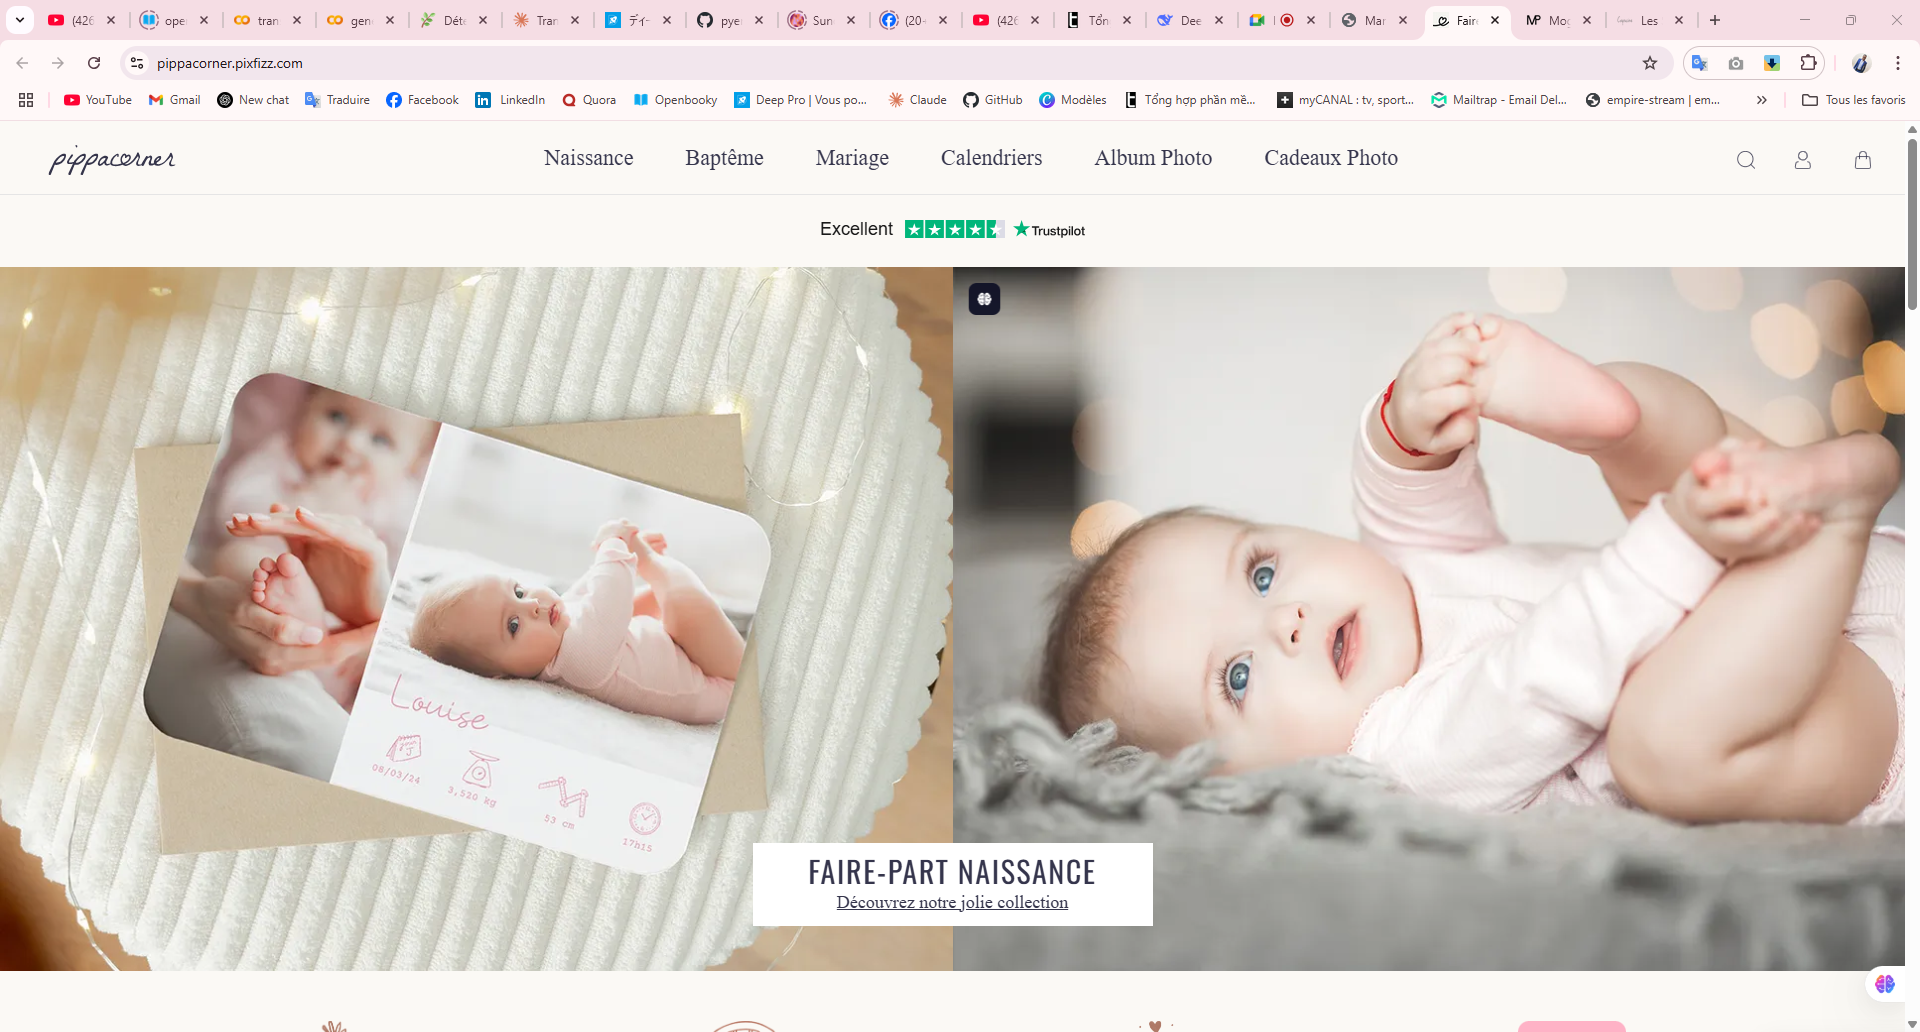 (426
ope
tran
gen
Dét
Tran
ディ-
pye
Sun
(20-
(426
Tổn
Dee
Mar
Fair
Mo
Les
pippacorner.pixfizz.com
YouTube
Gmail
New chat
Traduire
Facebook
LinkedIn
Quora
Openbooky
Deep Pro | Vous po...
Claude
GitHub
Modèles
Tổng hợp phần mề...
myCANAL : tv, sport...
Mailtrap - Email Del...
empire-stream | em...
Tous les favoris
pippacorner
Naissance
Baptême
Mariage
Calendriers
Album Photo
Cadeaux Photo
Excellent
Trustpilot
Louise
08/03/24
3,520 kg
53 cm
17h15
FAIRE-PART NAISSANCE
Découvrez notre jolie collection